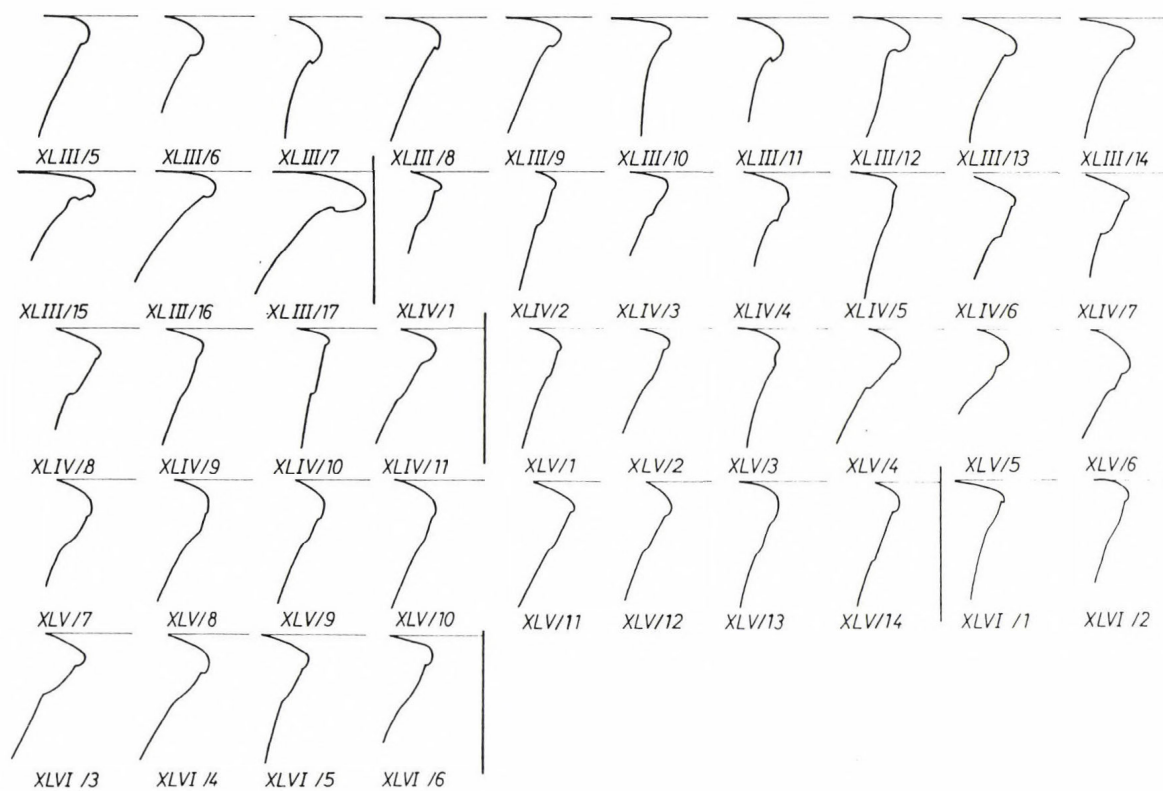 XLIII/5 XLIII/6 XLIII/7 XLIII/8 XLIII/9 XLIII/10 XLIII/11 XLIII/12 XLIII/13 XLIII/14
XLIII/15 XLIII/16 XLIII/17 XLIV/1 XLIV/2 XLIV/3 XLIV/4 XLIV/5 XLIV/6 XLIV/7
XLIV/8 XLIV/9 XLIV/10 XLIV/11 XLV/1 XLV/2 XLV/3 XLV/4 XLV/5 XLV/6
XLV/7 XLV/8 XLV/9 XLV/10 XLV/11 XLV/12 XLV/13 XLV/14 XLVI/1 XLVI/2
XLVI/3 XLVI/4 XLVI/5 XLVI/6